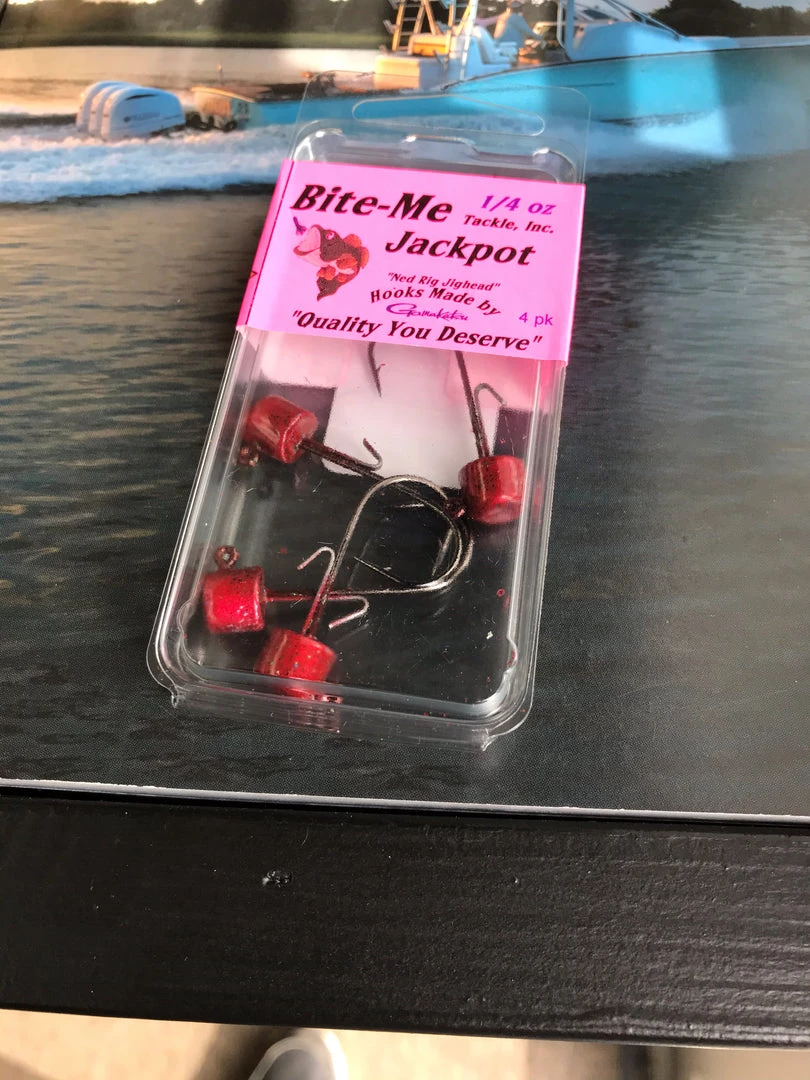 Bite-Me 1/4 oz
Tackle, Inc.
Jackpot
"Ned Rig Jighead"
Hooks Made by
Gamakatsu
4 pk
"Quality You Deserve"